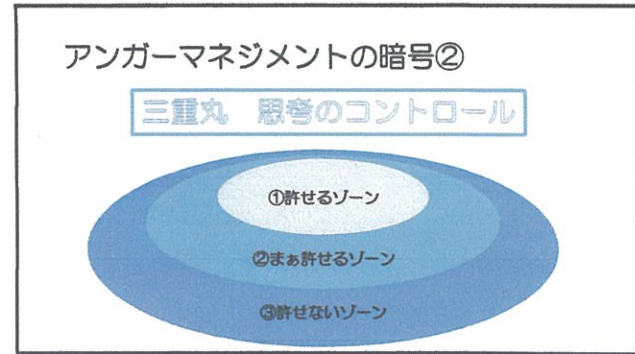 アンガーマネジメントの暗号②
三重丸　思考のコントロール
①許せるゾーン
②まぁ許せるゾーン
③許せないゾーン